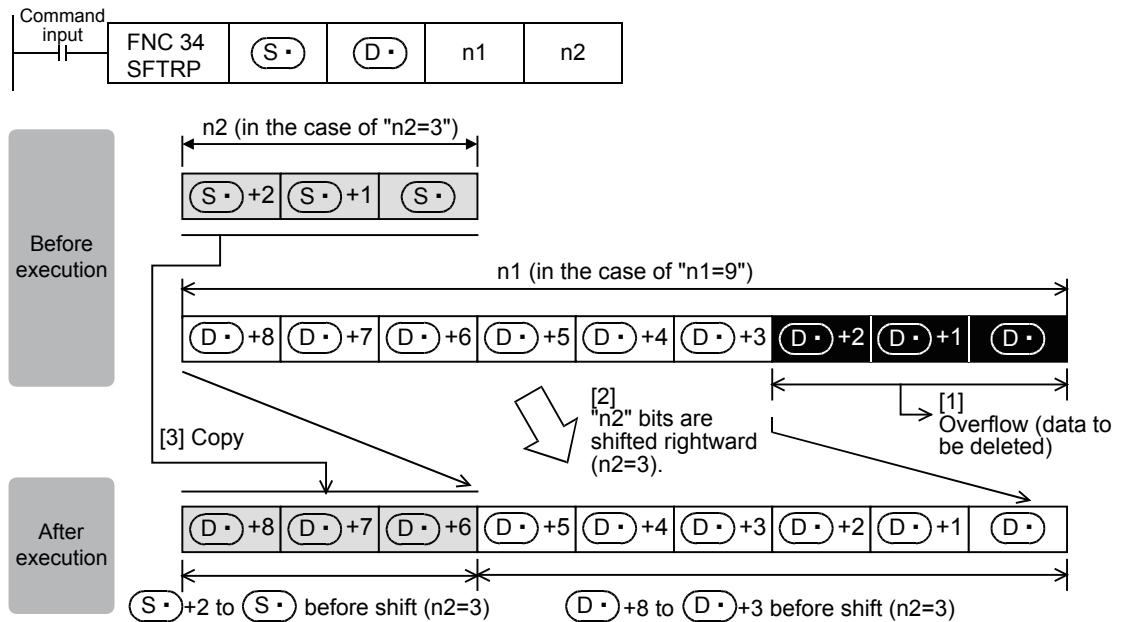 Command
input
FNC 34
SFTRP
S・
D・
n1
n2
n2 (in the case of "n2=3")
S・+2 S・+1 S・
Before
execution
n1 (in the case of "n1=9")
D・+8 D・+7 D・+6 D・+5 D・+4 D・+3 D・+2 D・+1 D・
[1]
Overflow (data to
be deleted)
[2]
"n2" bits are
shifted rightward
(n2=3).
[3] Copy
After
execution
D・+8 D・+7 D・+6 D・+5 D・+4 D・+3 D・+2 D・+1 D・
S・+2 to S・ before shift (n2=3)
D・+8 to D・+3 before shift (n2=3)